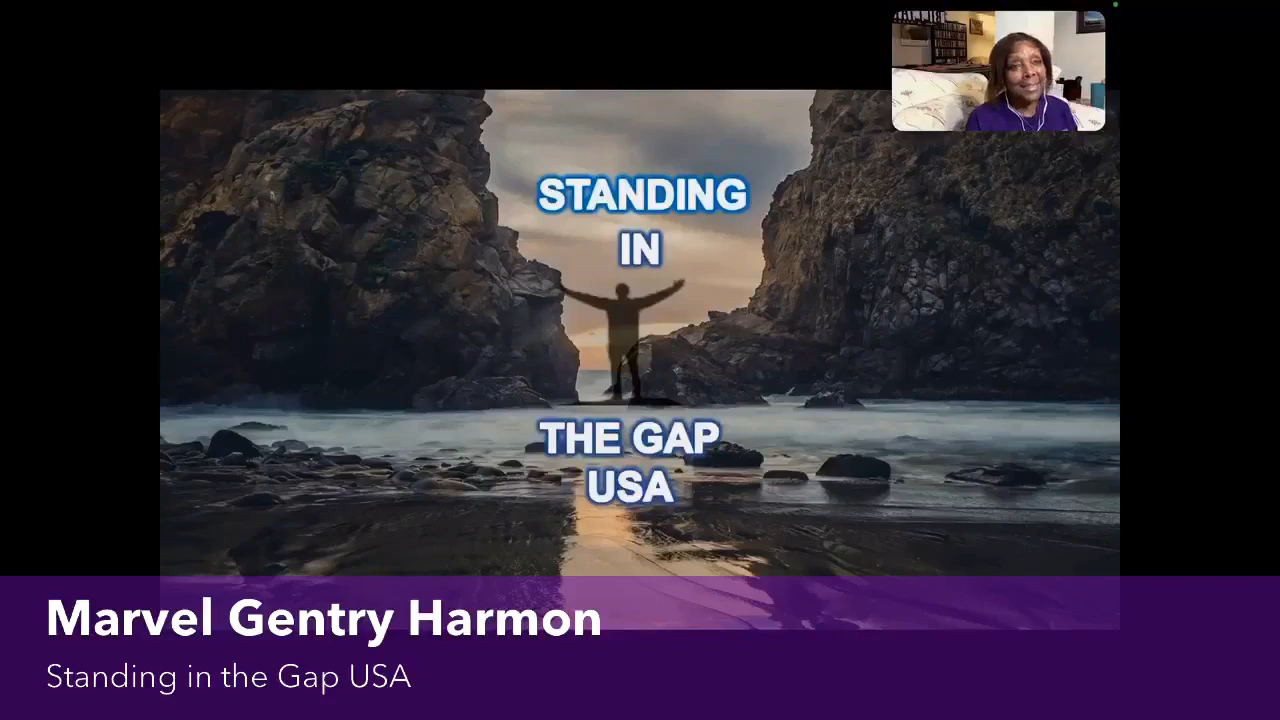 STANDING
IN
THE GAP
USA
Marvel Gentry Harmon
Standing in the Gap USA